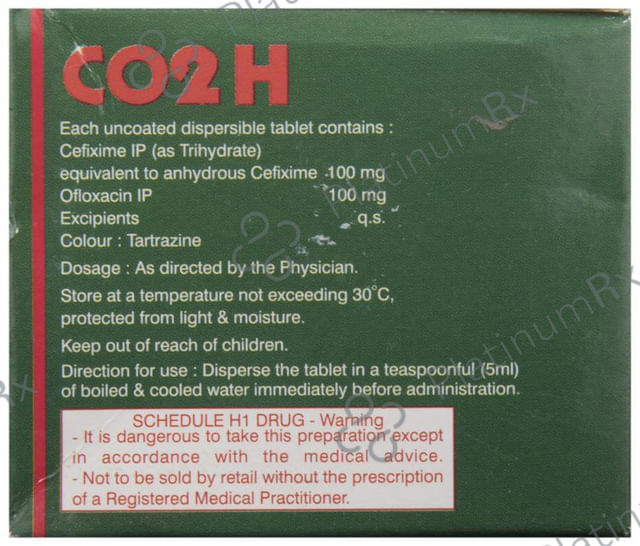 CO2H
Each uncoated dispersible tablet contains :
Cefixime IP (as Trihydrate)
equivalent to anhydrous Cefixime 100 mg
Ofloxacin IP 100 mg
Excipients q.s.
Colour : Tartrazine
Dosage : As directed by the Physician.
Store at a temperature not exceeding 30°C,
protected from light & moisture.
Keep out of reach of children.
Direction for use : Disperse the tablet in a teaspoonful (5ml)
of boiled & cooled water immediately before administration.
SCHEDULE H1 DRUG - Warning
- It is dangerous to take this preparation except
in accordance with the medical advice.
- Not to be sold by retail without the prescription
of a Registered Medical Practitioner.
PlatinumRx
PlatinumRx